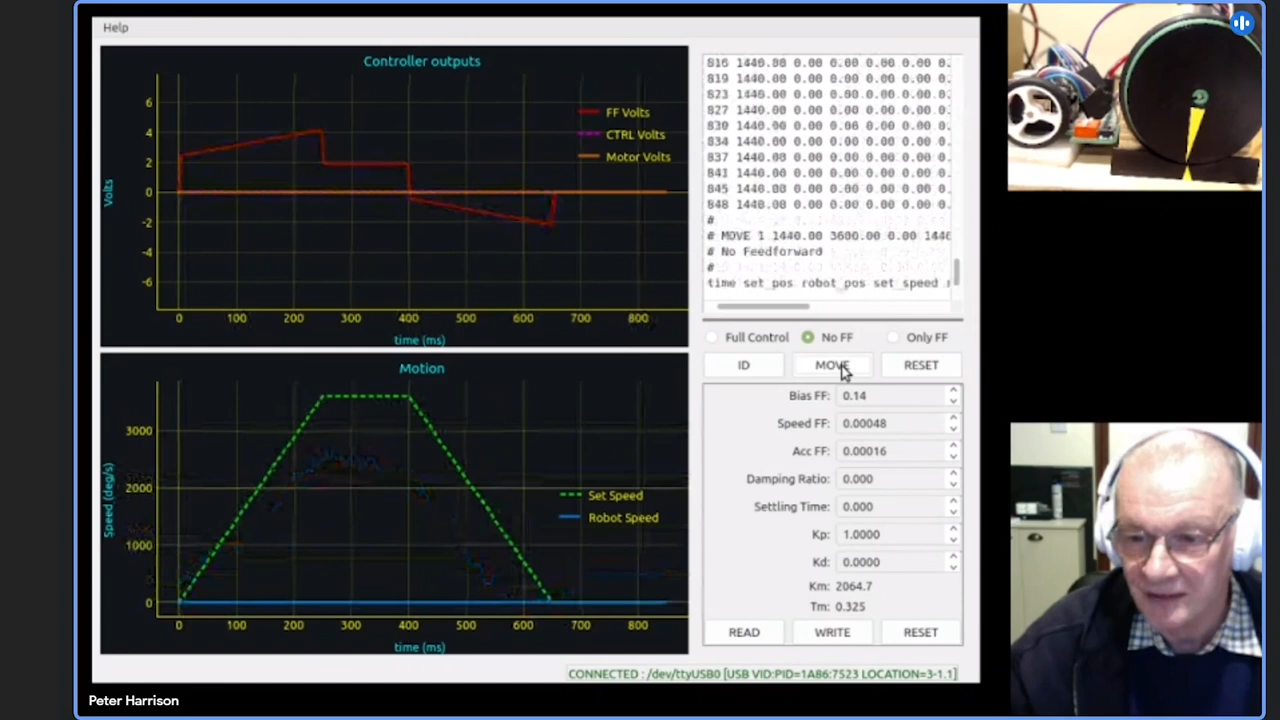 Help
Controller outputs
6
4
2
0
-2
-4
-6
Volts
FF Volts
CTRL Volts
Motor Volts
0 100 200 300 400 500 600 700 800
time (ms)
Motion
3000
2000
1000
0
Speed (deg/s)
Set Speed
Robot Speed
0 100 200 300 400 500 600 700 800
time (ms)
816 1440.00 0.00 0.00 0.00 0.00 0.
819 1440.00 0.00 0.00 0.00 0.00 0.
823 1440.00 0.00 0.00 0.00 0.00 0.
827 1440.00 0.00 0.00 0.00 0.00 0.
830 1440.00 0.00 0.00 0.00 0.00 0.
834 1440.00 0.00 0.00 0.00 0.00 0.
837 1440.00 0.00 0.00 0.00 0.00 0.
841 1440.00 0.00 0.00 0.00 0.00 0.
845 1440.00 0.00 0.00 0.00 0.00 0.
848 1440.00 0.00 0.00 0.00 0.00 0.
#
# MOVE 1 1440.00 3600.00 0.00 1440
# No Feedforward
#
time set_pos robot_pos set_speed
Full Control No FF Only FF
ID MOVE RESET
Bias FF: 0.14
Speed FF: 0.00048
Acc FF: 0.00016
Damping Ratio: 0.000
Settling Time: 0.000
Kp: 1.0000
Kd: 0.0000
Km: 2064.7
Tm: 0.325
READ WRITE RESET
CONNECTED : /dev/ttyUSB0 [USB VID:PID=1A86:7523 LOCATION=3-1.1]
Peter Harrison